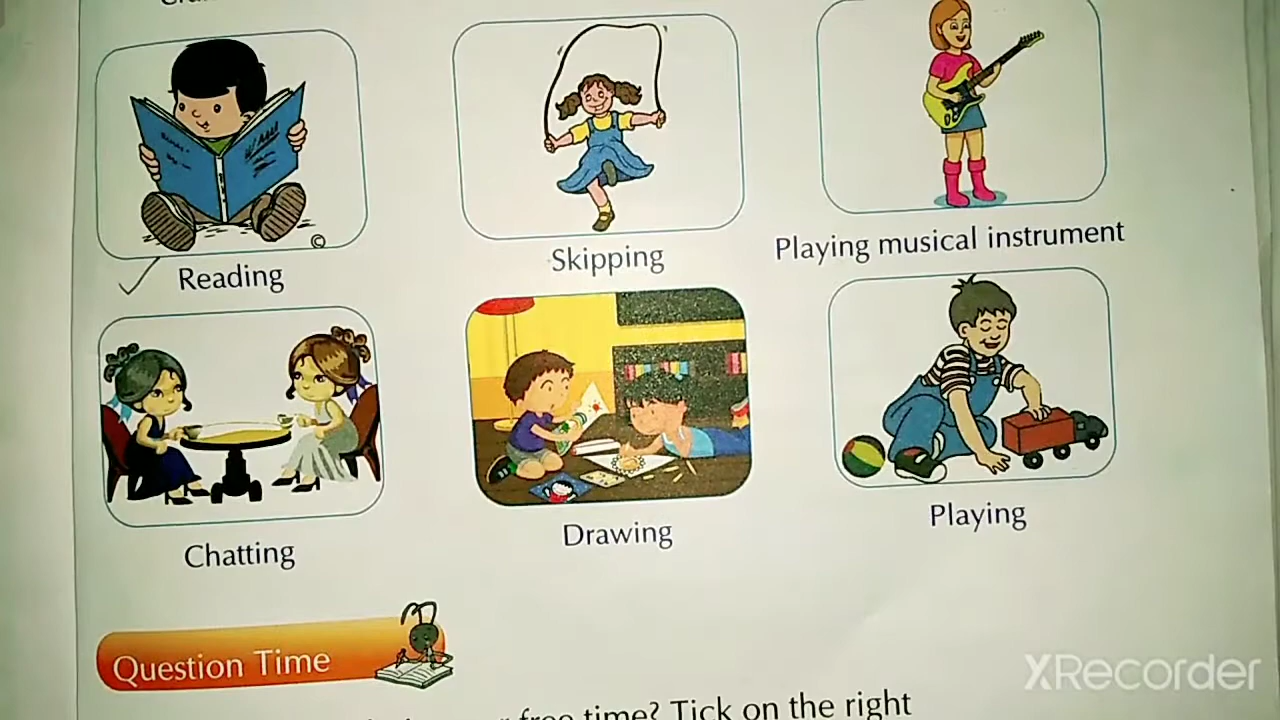 Reading
Skipping
Playing musical instrument
Chatting
Drawing
Playing
Question Time
free time? Tick on the right
XRecorder
©